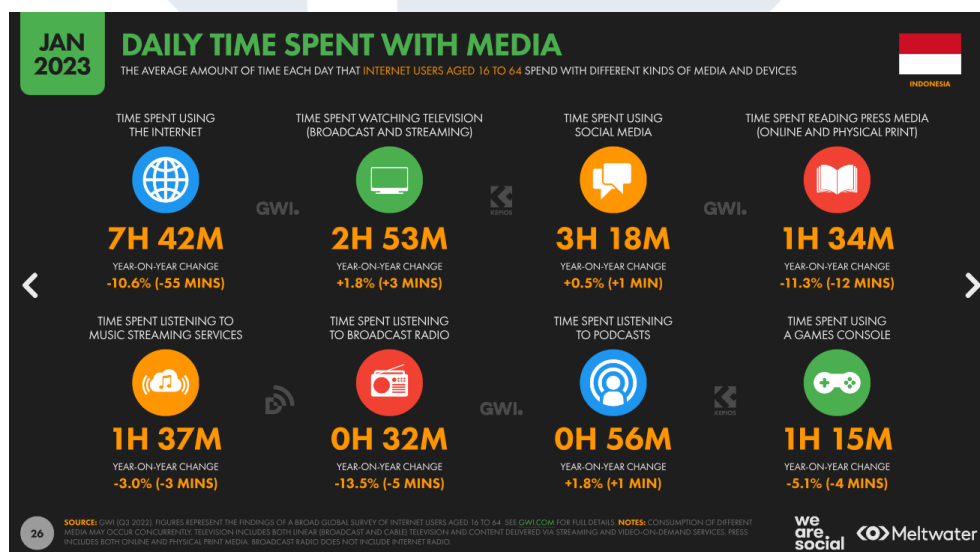 JAN
2023
DAILY TIME SPENT WITH MEDIA
THE AVERAGE AMOUNT OF TIME EACH DAY THAT INTERNET USERS AGED 16 TO 64 SPEND WITH DIFFERENT KINDS OF MEDIA AND DEVICES
INDONESIA
TIME SPENT USING
THE INTERNET
7H 42M
YEAR-ON-YEAR CHANGE
-10.6% (-55 MINS)
TIME SPENT WATCHING TELEVISION
(BROADCAST AND STREAMING)
2H 53M
YEAR-ON-YEAR CHANGE
+1.8% (+3 MINS)
TIME SPENT USING
SOCIAL MEDIA
3H 18M
YEAR-ON-YEAR CHANGE
+0.5% (+1 MIN)
TIME SPENT READING PRESS MEDIA
(ONLINE AND PHYSICAL PRINT)
1H 34M
YEAR-ON-YEAR CHANGE
-11.3% (-12 MINS)
GWI.
KEPIOS
GWI.
TIME SPENT LISTENING TO
MUSIC STREAMING SERVICES
1H 37M
YEAR-ON-YEAR CHANGE
-3.0% (-3 MINS)
TIME SPENT LISTENING
TO BROADCAST RADIO
0H 32M
YEAR-ON-YEAR CHANGE
-13.5% (-5 MINS)
TIME SPENT LISTENING
TO PODCASTS
0H 56M
YEAR-ON-YEAR CHANGE
+1.8% (+1 MIN)
TIME SPENT USING
A GAMES CONSOLE
1H 15M
YEAR-ON-YEAR CHANGE
-5.1% (-4 MINS)
GWI.
KEPIOS
26
SOURCE: GWI (Q3 2022). FIGURES REPRESENT THE FINDINGS OF A BROAD GLOBAL SURVEY OF INTERNET USERS AGED 16 TO 64. SEE GWI.COM FOR FULL DETAILS. NOTES: CONSUMPTION OF DIFFERENT
MEDIA MAY OCCUR CONCURRENTLY. TELEVISION INCLUDES BOTH LINEAR (BROADCAST AND CABLE) TELEVISION AND CONTENT DELIVERED VIA STREAMING AND VIDEO-ON-DEMAND SERVICES. PRESS
INCLUDES BOTH ONLINE AND PHYSICAL PRINT MEDIA. BROADCAST RADIO DOES NOT INCLUDE INTERNET RADIO.
we
are.
social
Meltwater